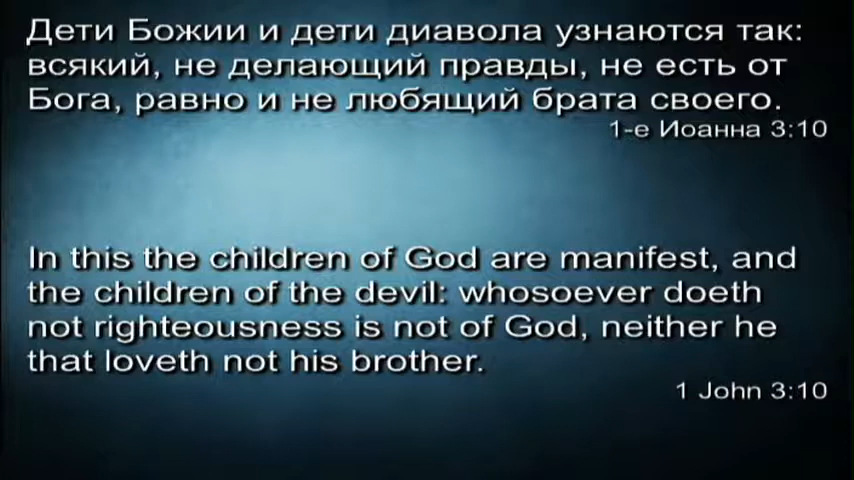 Дети Божии и дети диавола узнаются так:
всякий, не делающий правды, не есть от
Бога, равно и не любящий брата своего.
1-е Иоанна 3:10
In this the children of God are manifest, and
the children of the devil: whosoever doeth
not righteousness is not of God, neither he
that loveth not his brother.
1 John 3:10